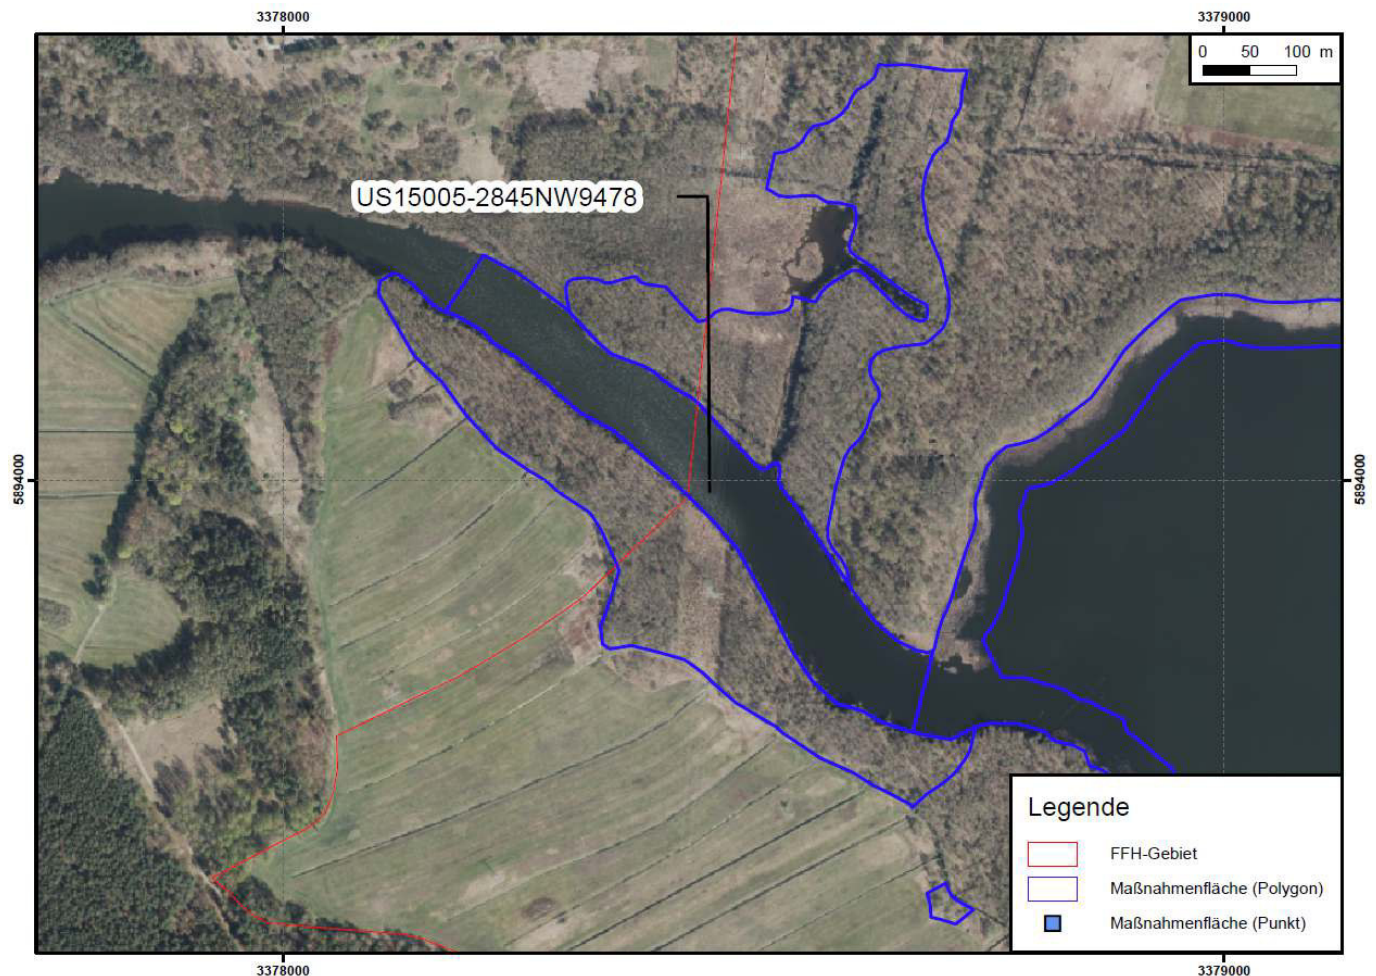 3378000
3379000
0 50 100 m
US15005-2845NW9478
5894000
5894000
Legende
FFH-Gebiet
Maßnahmenfläche (Polygon)
Maßnahmenfläche (Punkt)
3378000
3379000